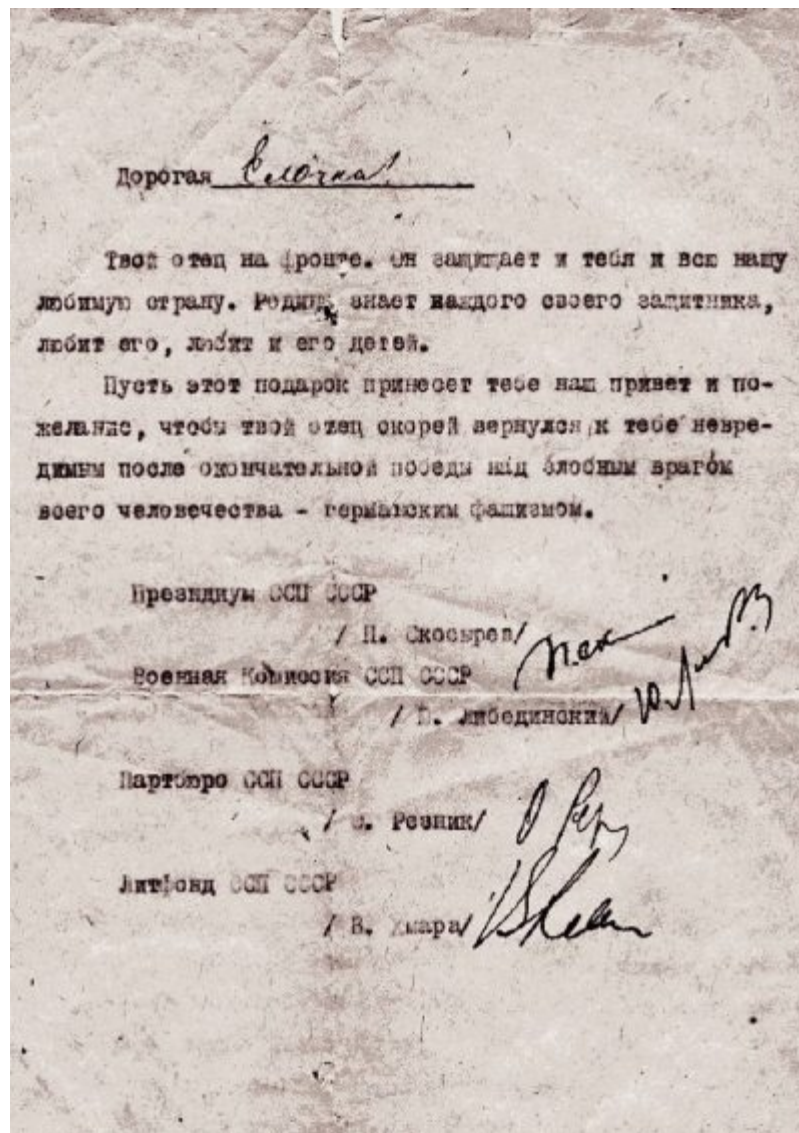 Дорогая Елочка!
Твой отец на фронте. Он защищает и тебя и всю нашу
любимую страну. Родина знает каждого своего защитника,
любит его, любит и его детей.
Пусть этот подарок принесет тебе наш привет и по-
желание, чтобы твой отец скорей вернулся к тебе невре-
димым после окончательной победы над злобным врагом
всего человечества - германским фашизмом.
Президиум ССП СССР
/ П. Скосырев/
Военная Комиссия ССП СССР
/ Ю. Либединский/
Партбюро ССП СССР
/ О. Резник/
Литфонд ССП СССР
/ В. Хмара/